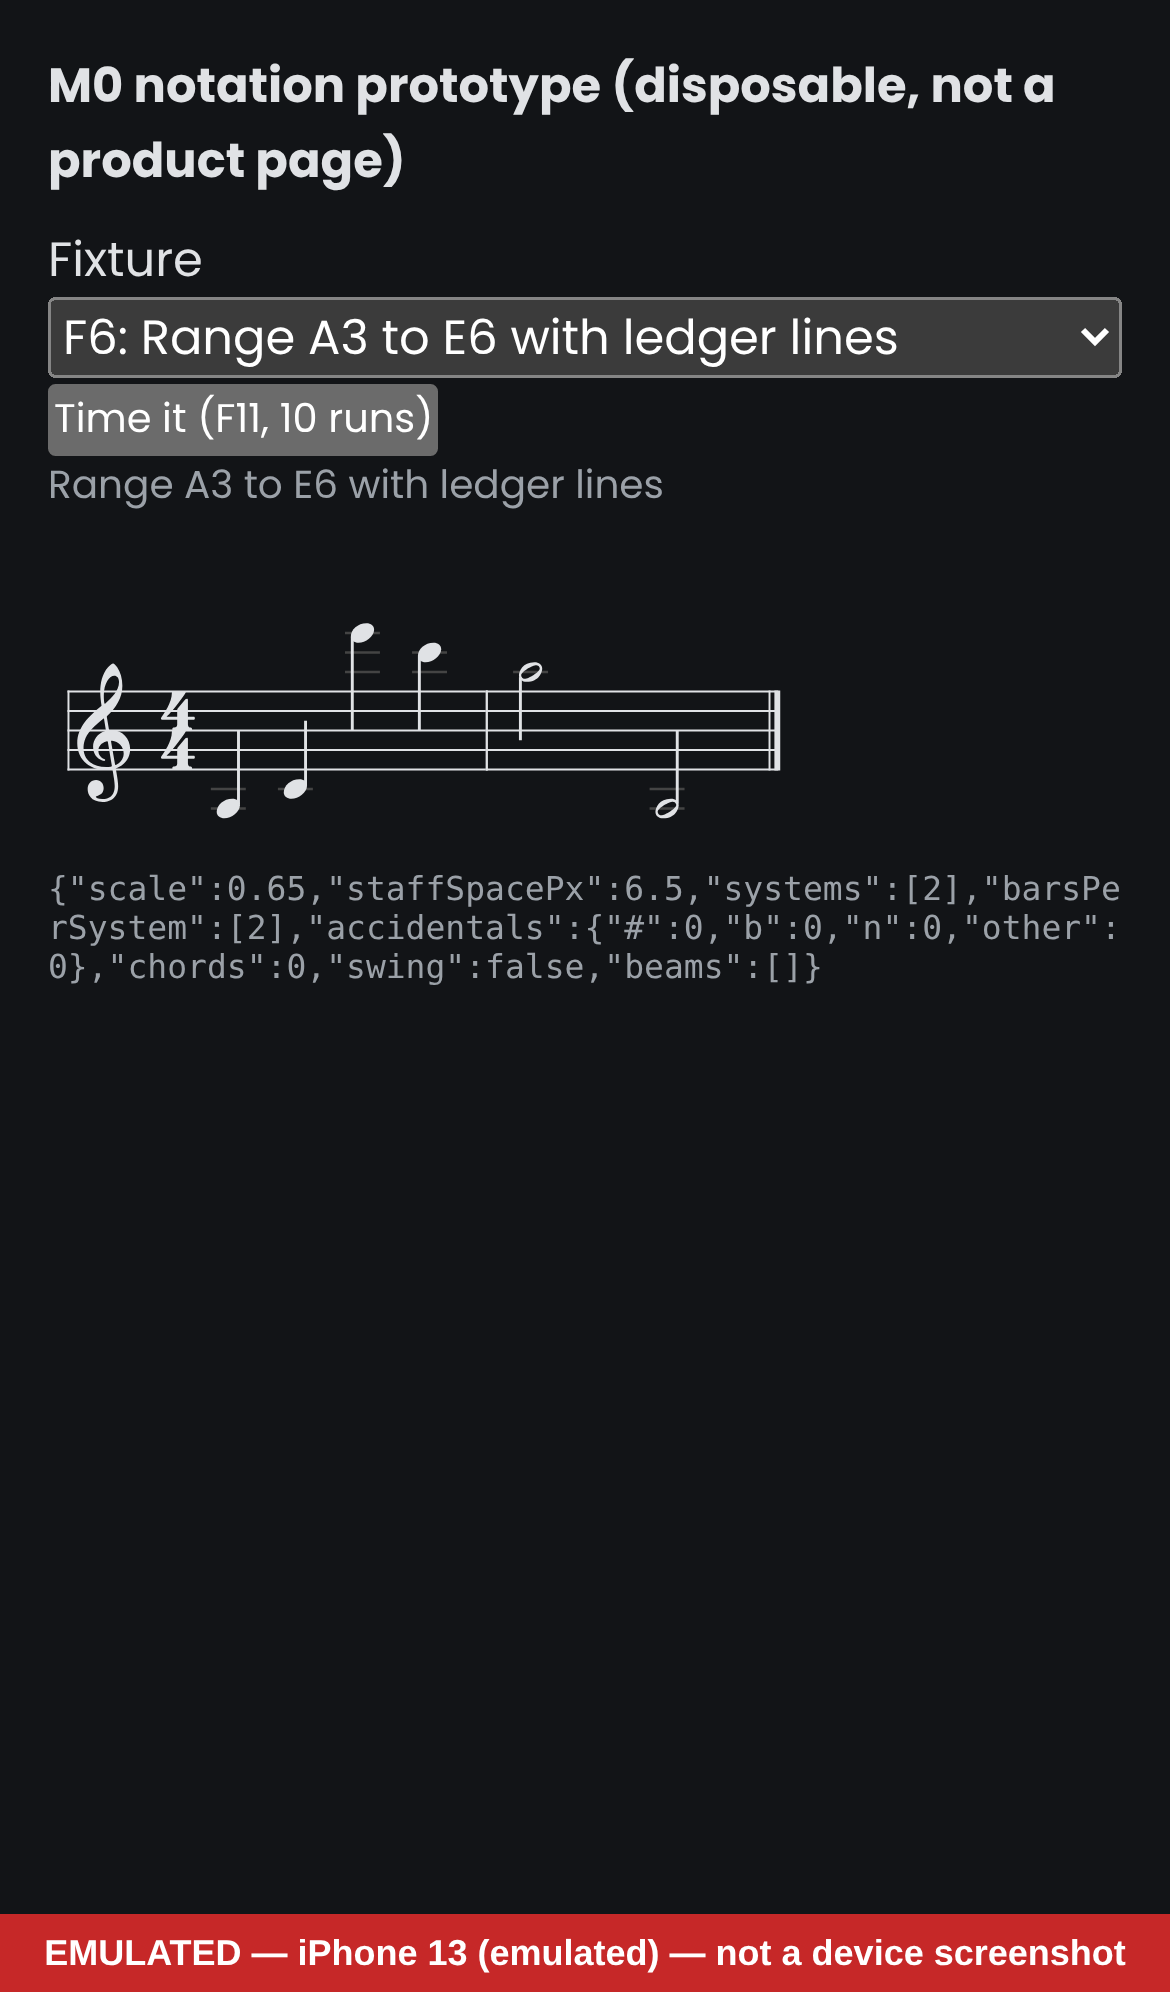 M0 notation prototype (disposable, not a
product page)
Fixture
F6: Range A3 to E6 with ledger lines
Time it (F11, 10 runs)
Range A3 to E6 with ledger lines
4
4
{"scale":0.65,"staffSpacePx":6.5,"systems":[2],"barsPe
rSystem":[2],"accidentals":{"#":0,"b":0,"n":0,"other":
0},"chords":0,"swing":false,"beams":[]}
EMULATED — iPhone 13 (emulated) — not a device screenshot